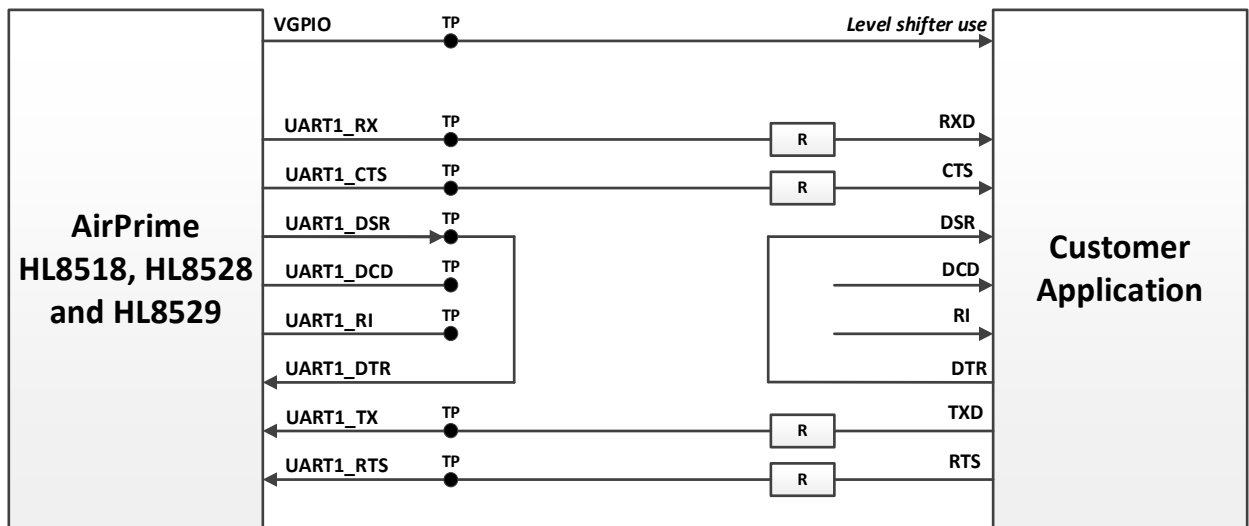 VGPIO
TP
Level shifter use
UART1_RX
TP
R
RXD
UART1_CTS
TP
R
CTS
UART1_DSR
TP
DSR
UART1_DCD
TP
DCD
UART1_RI
TP
RI
UART1_DTR
DTR
UART1_TX
TP
R
TXD
UART1_RTS
TP
R
RTS
AirPrime
HL8518, HL8528
and HL8529
Customer
Application